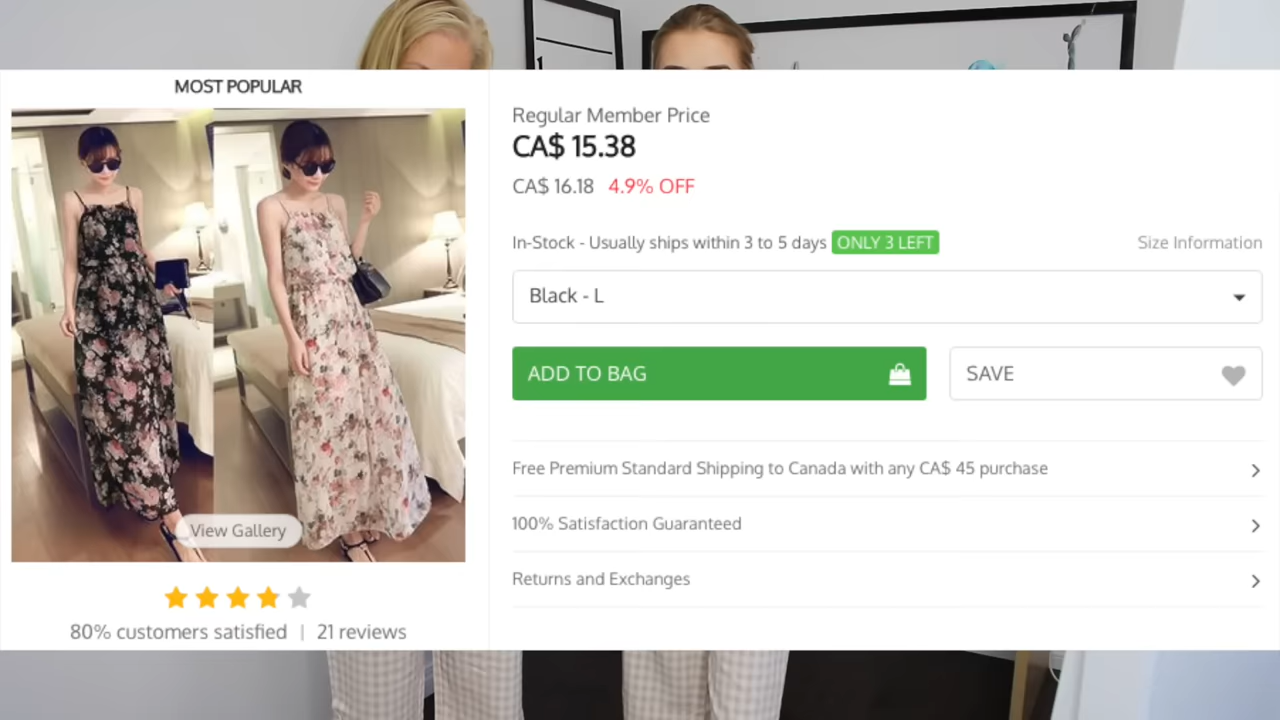 MOST POPULAR
View Gallery
80% customers satisfied | 21 reviews
Regular Member Price
CA$ 15.38
CA$ 16.18 4.9% OFF
In-Stock - Usually ships within 3 to 5 days ONLY 3 LEFT Size Information
Black - L
ADD TO BAG
SAVE
Free Premium Standard Shipping to Canada with any CA$ 45 purchase
100% Satisfaction Guaranteed
Returns and Exchanges